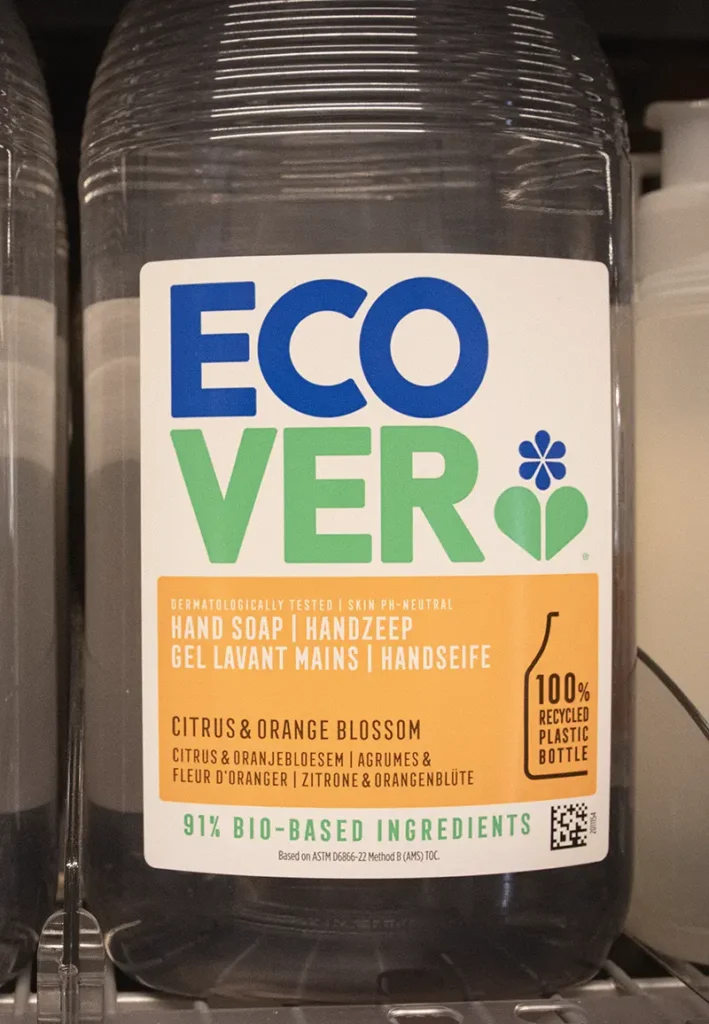 ECO
VER
DERMATOLOGICALLY TESTED | SKIN PH-NEUTRAL
HAND SOAP | HANDZEEP
GEL LAVANT MAINS | HANDSEIFE
100%
RECYCLED
PLASTIC
BOTTLE
CITRUS & ORANGE BLOSSOM
CITRUS & ORANJEBLOESEM | AGRUMES &
FLEUR D'ORANGER | ZITRONE & ORANGENBLÜTE
91% BIO-BASED INGREDIENTS
Based on ASTM D6866-22 Method B (AMS) TOC.